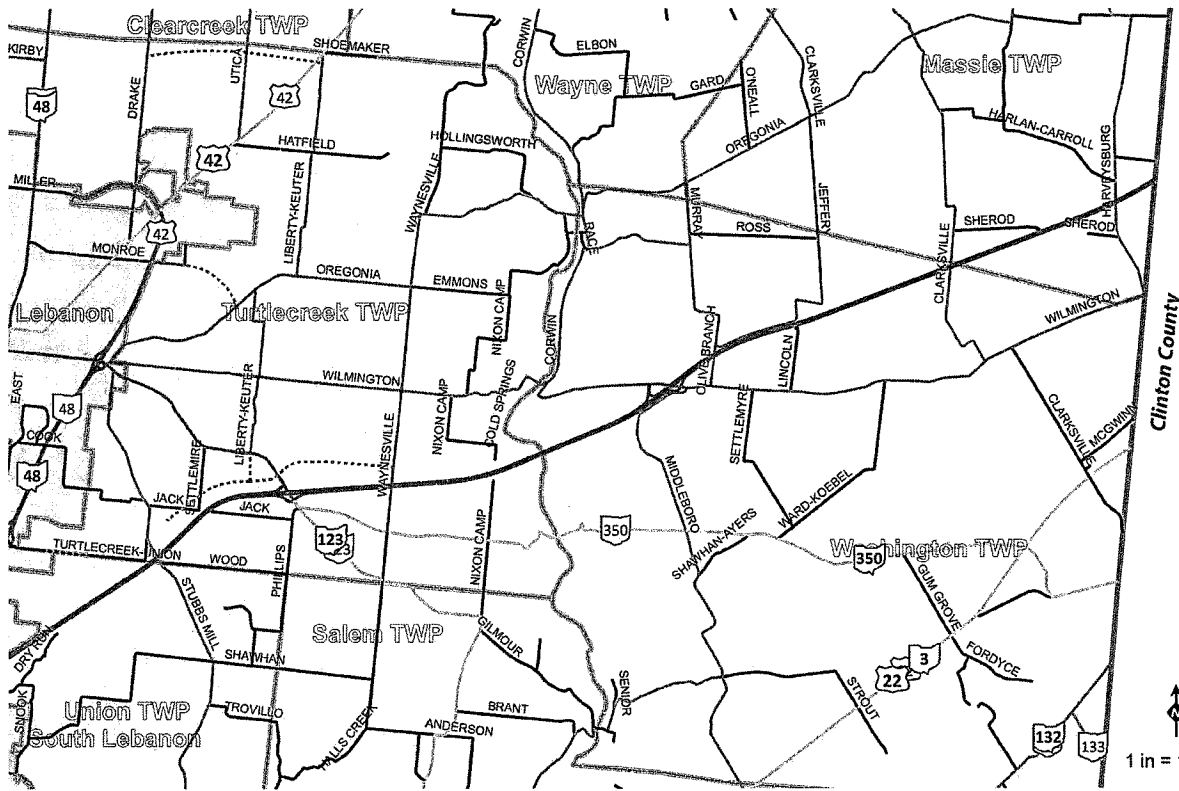 Clearcreek TWP
KIRBY
48
DRAKE
UTICA
42
SHOEMAKER
CORWIN
ELBON
Wayne TWP
GARD
O'NEALL
CLARKSVILLE
Massie TWP
HARLAN-CARROLL
HARVEYSBURG
42
HATFIELD
HOLLINGSWORTH
OREGONIA
MILLER
LIBERTY-KEUTER
WAYNESVILLE
MURRAY
JEFFERY
ROSS
SHEROD
SHEROD
42
MONROE
RACE
OREGONIA
EMMONS
NIXON CAMP
CLARKSVILLE
Lebanon
Turtlecreek TWP
WILMINGTON
CORWIN
OLIVE BRANCH
LINCOLN
Clinton County
EAST
48
WILMINGTON
LIBERTY-KEUTER
NIXON CAMP
COLD SPRINGS
SETTLEMYRE
CLARKSVILLE
MCGWINN
COOK
48
SETTLEMIRE
WAYNESVILLE
JACK
JACK
MIDDLEBORO
WARD-KOEBEL
350
SHAWHAN-AYERS
TURTLECREEK-UNION
WOOD
123
23
NIXON CAMP
350
Washington TWP
PHILLIPS
STUBBS MILL
GUM GROVE
Salem TWP
GILMOUR
DRY RUN
SHAWHAN
SENIOR
3
22
FORDYCE
SNOOK
Union TWP
South Lebanon
TROVILLO
HALLS CREEK
BRANT
ANDERSON
STROUT
132
133
1 in =